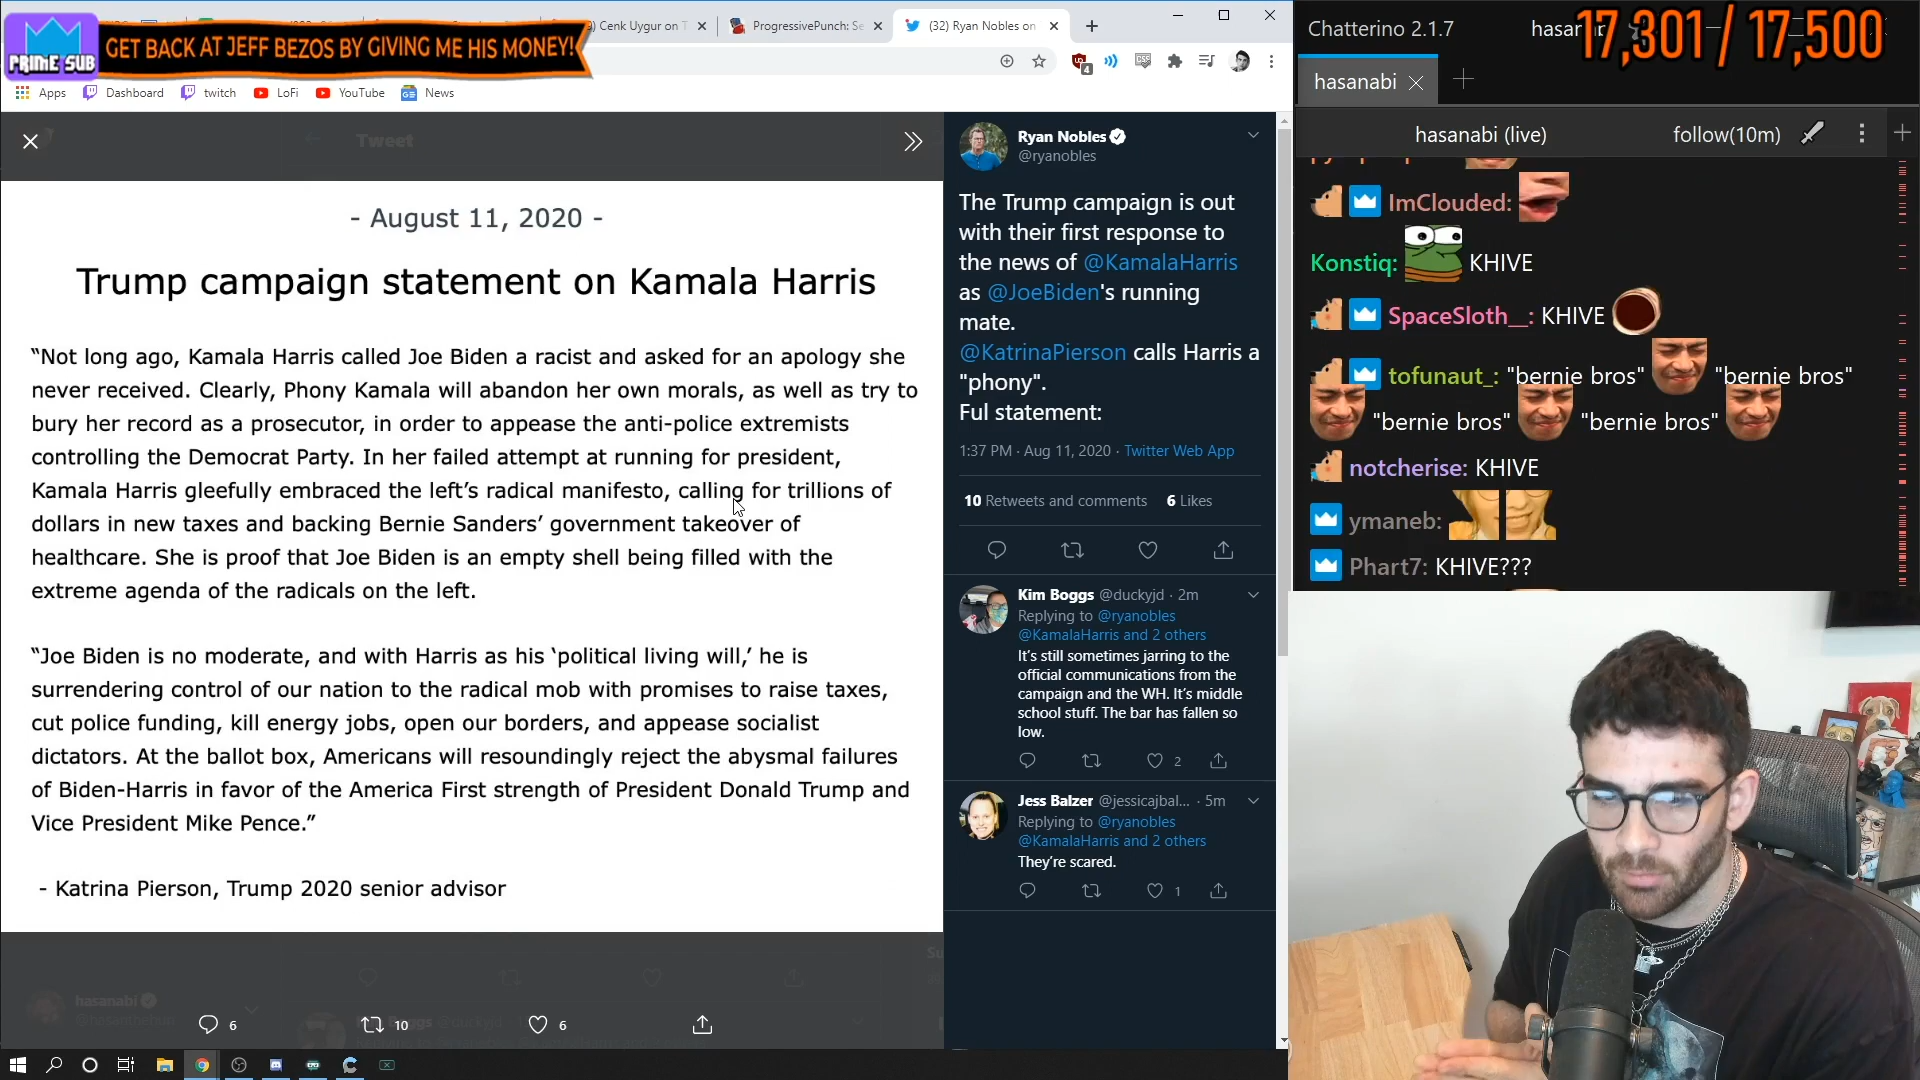 PRIME SUB
GET BACK AT JEFF BEZOS BY GIVING ME HIS MONEY!
Cenk Uygur on T
ProgressivePunch: Se
(32) Ryan Nobles on
4
Apps
Dashboard
twitch
LoFi
YouTube
News
Tweet
- August 11, 2020 -
Trump campaign statement on Kamala Harris
“Not long ago, Kamala Harris called Joe Biden a racist and asked for an apology she
never received. Clearly, Phony Kamala will abandon her own morals, as well as try to
bury her record as a prosecutor, in order to appease the anti-police extremists
controlling the Democrat Party. In her failed attempt at running for president,
Kamala Harris gleefully embraced the left’s radical manifesto, calling for trillions of
dollars in new taxes and backing Bernie Sanders’ government takeover of
healthcare. She is proof that Joe Biden is an empty shell being filled with the
extreme agenda of the radicals on the left.
“Joe Biden is no moderate, and with Harris as his ‘political living will,’ he is
surrendering control of our nation to the radical mob with promises to raise taxes,
cut police funding, kill energy jobs, open our borders, and appease socialist
dictators. At the ballot box, Americans will resoundingly reject the abysmal failures
of Biden-Harris in favor of the America First strength of President Donald Trump and
Vice President Mike Pence.”
- Katrina Pierson, Trump 2020 senior advisor
hasanabi
6
10
6
Ryan Nobles
@ryanobles
The Trump campaign is out
with their first response to
the news of @KamalaHarris
as @JoeBiden's running
mate.
@KatrinaPierson calls Harris a
"phony".
Ful statement:
1:37 PM · Aug 11, 2020 · Twitter Web App
10 Retweets and comments 6 Likes
Kim Boggs @duckyjd · 2m
Replying to @ryanobles
@KamalaHarris and 2 others
It’s still sometimes jarring to the
official communications from the
campaign and the WH. It’s middle
school stuff. The bar has fallen so
low.
2
Jess Balzer @jessicajbal... · 5m
Replying to @ryanobles
@KamalaHarris and 2 others
They’re scared.
1
Chatterino 2.1.7
17,301 / 17,500
hasanabi
hasanabi (live)
follow(10m)
ImClouded:
Konstiq: KHIVE
SpaceSloth__: KHIVE
tofunaut_: "bernie bros" "bernie bros"
"bernie bros" "bernie bros"
notcherise: KHIVE
ymaneb:
Phart7: KHIVE???